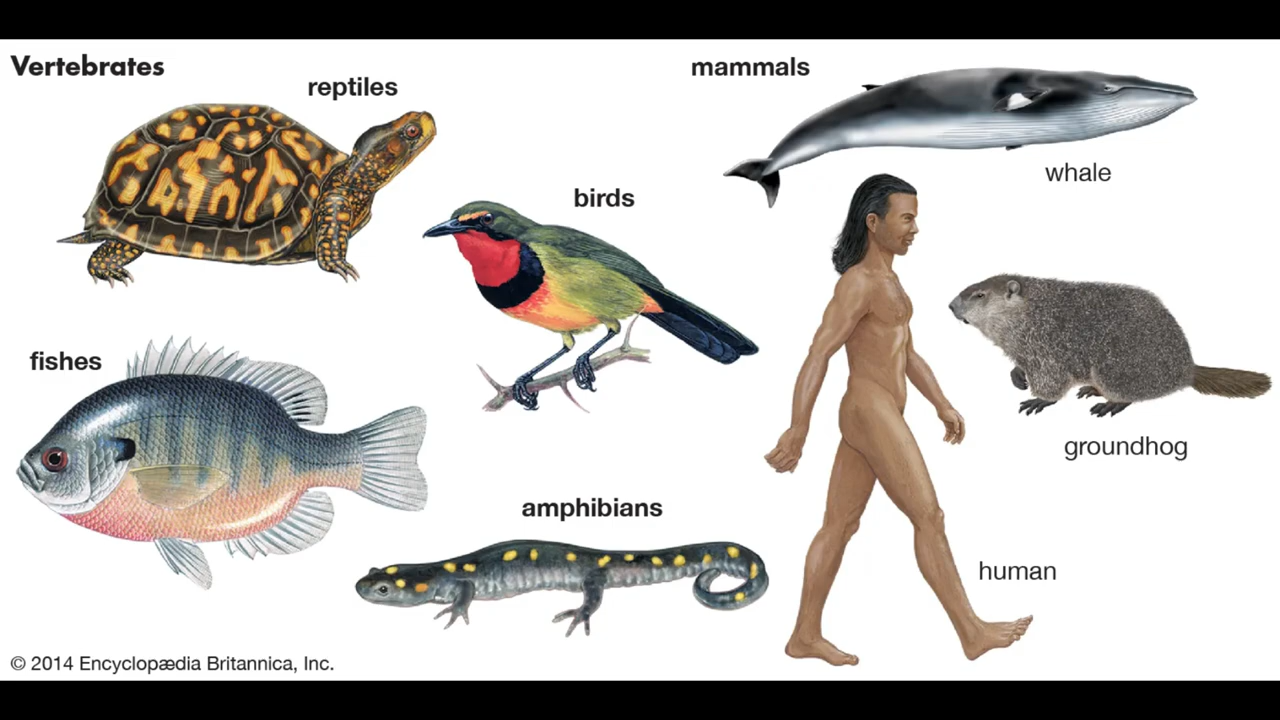 Vertebrates
reptiles
mammals
whale
birds
fishes
groundhog
amphibians
human
© 2014 Encyclopædia Britannica, Inc.